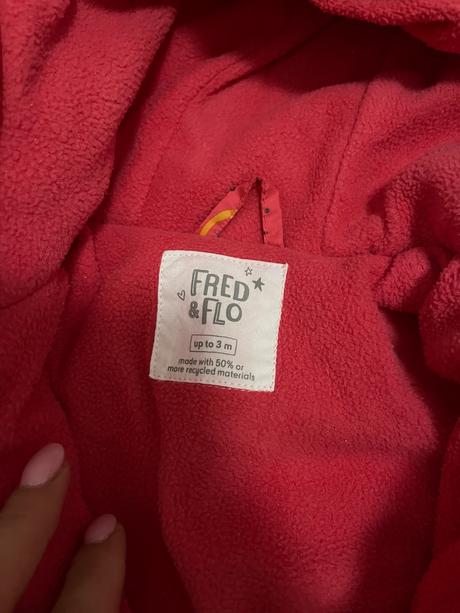 FRED
& FLO
up to 3 m
made with 50% or
more recycled materials